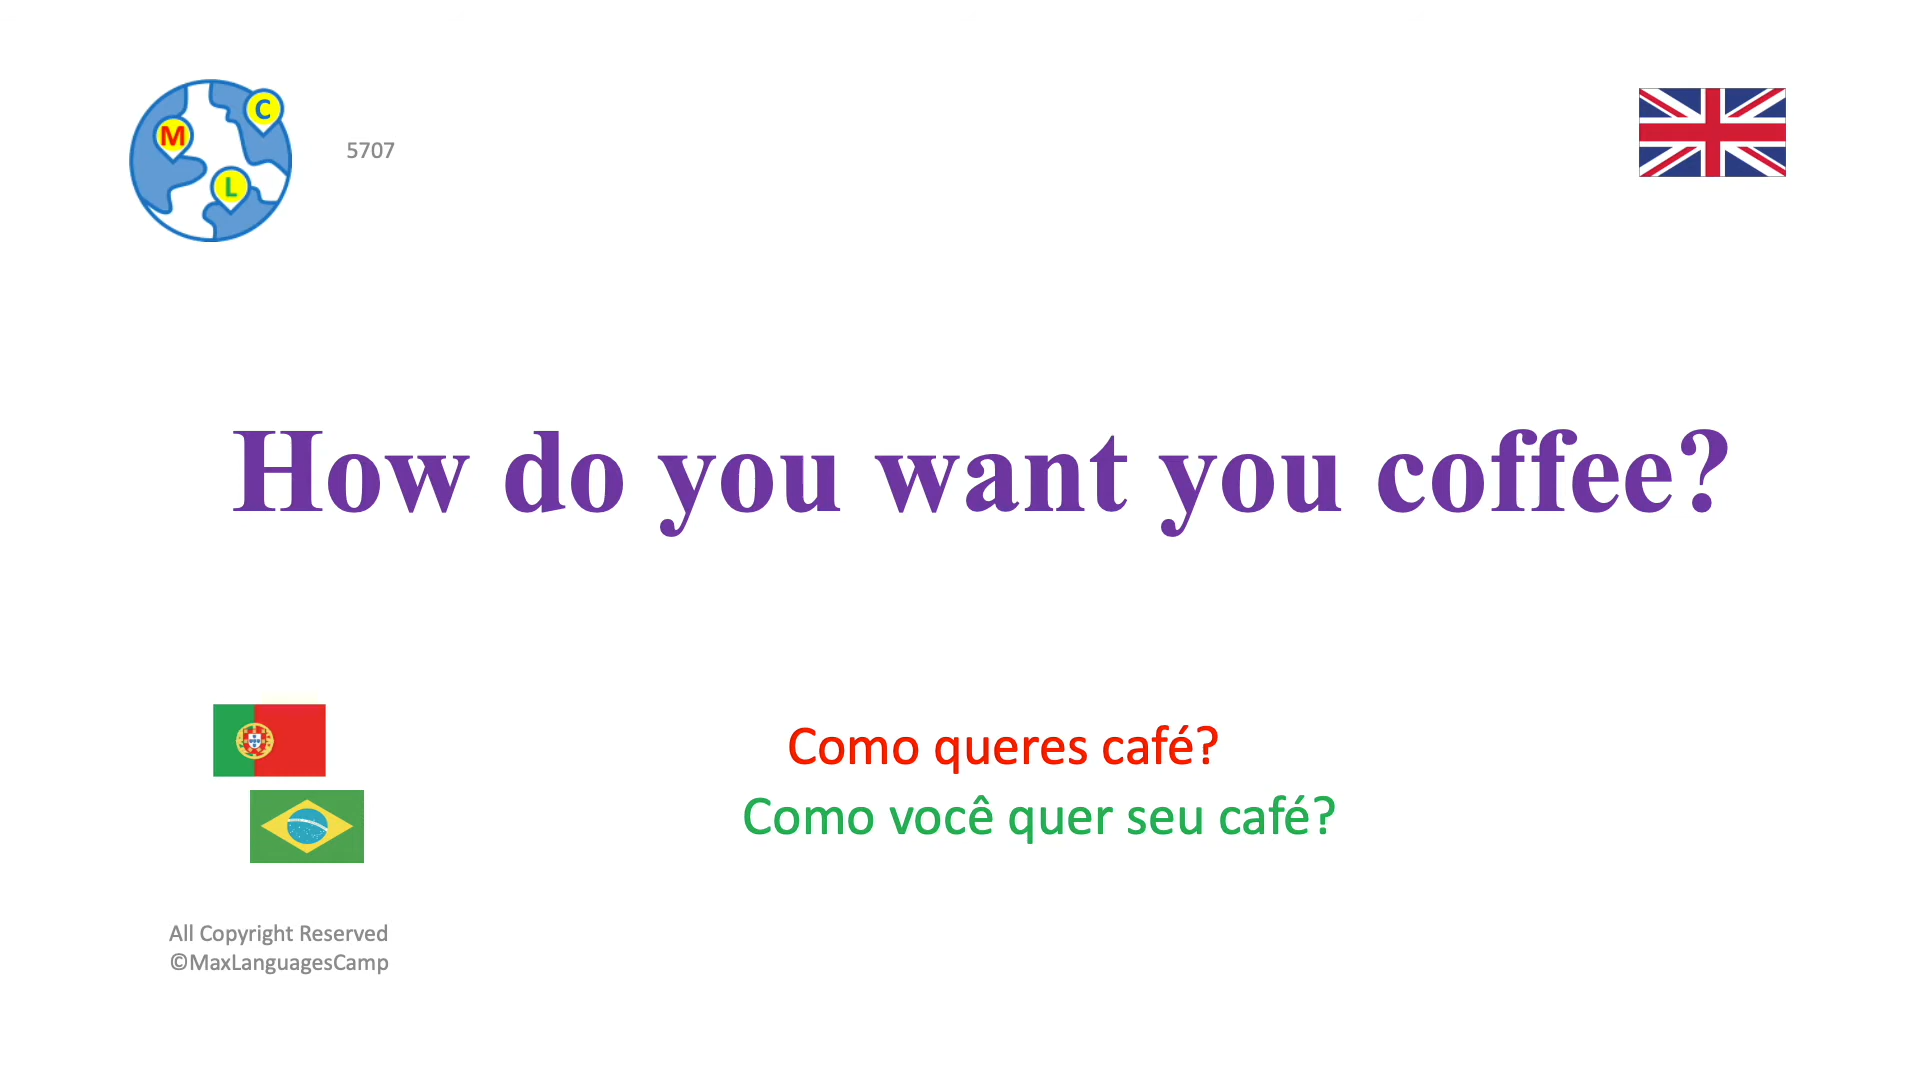 M
C
L
5707
How do you want you coffee?
Como queres café?
Como você quer seu café?
All Copyright Reserved
©MaxLanguagesCamp